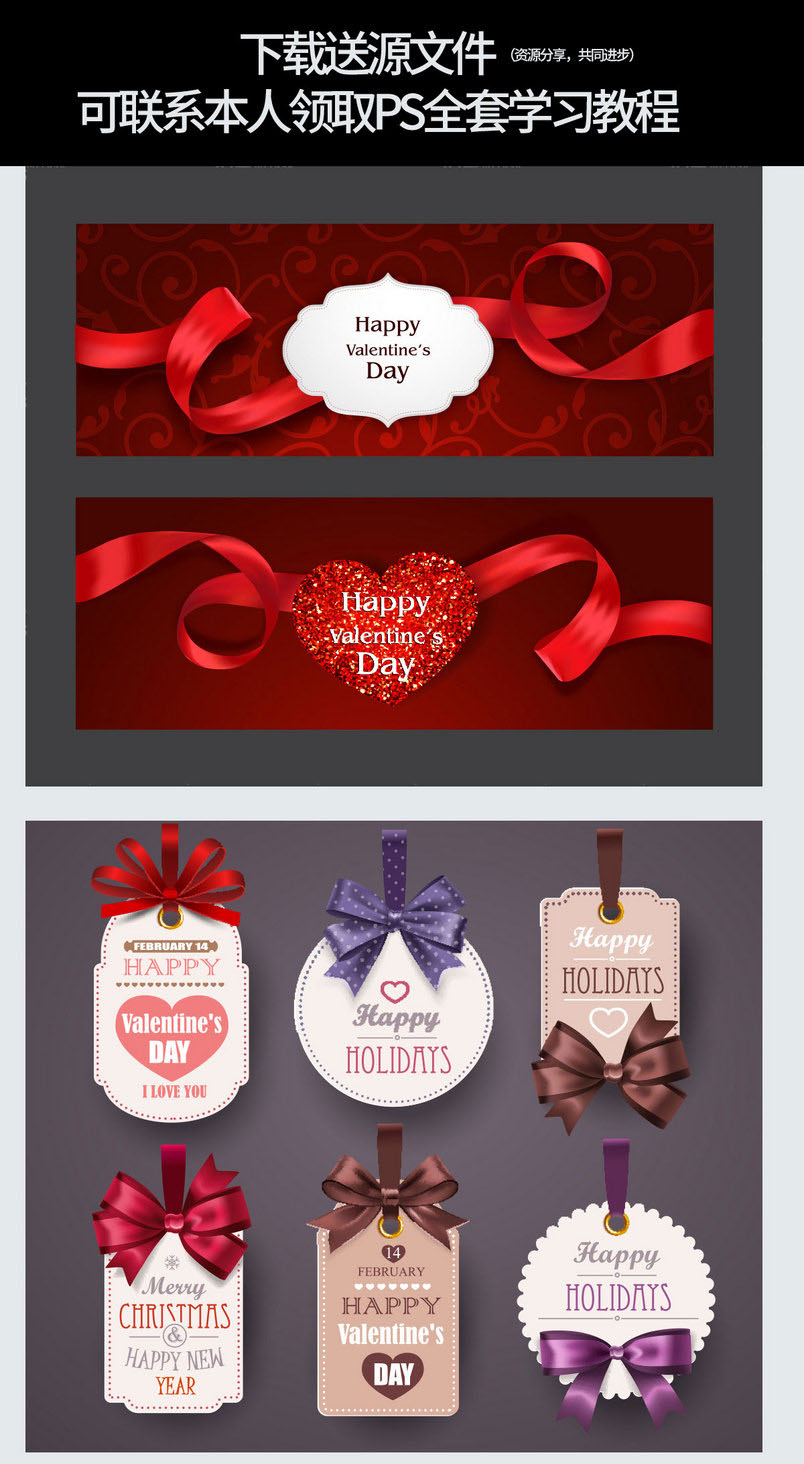 下载送源文件（资源分享，共同进步）
可联系本人领取PS全套学习教程
Happy
Valentine's
Day
Happy
Valentine's
Day
FEBRUARY 14
HAPPY
Valentine's
DAY
I LOVE YOU
Happy
HOLIDAYS
Happy
HOLIDAYS
Merry
CHRISTMAS
&
HAPPY NEW
YEAR
14
FEBRUARY
HAPPY
Valentine's
DAY
Happy
HOLIDAYS